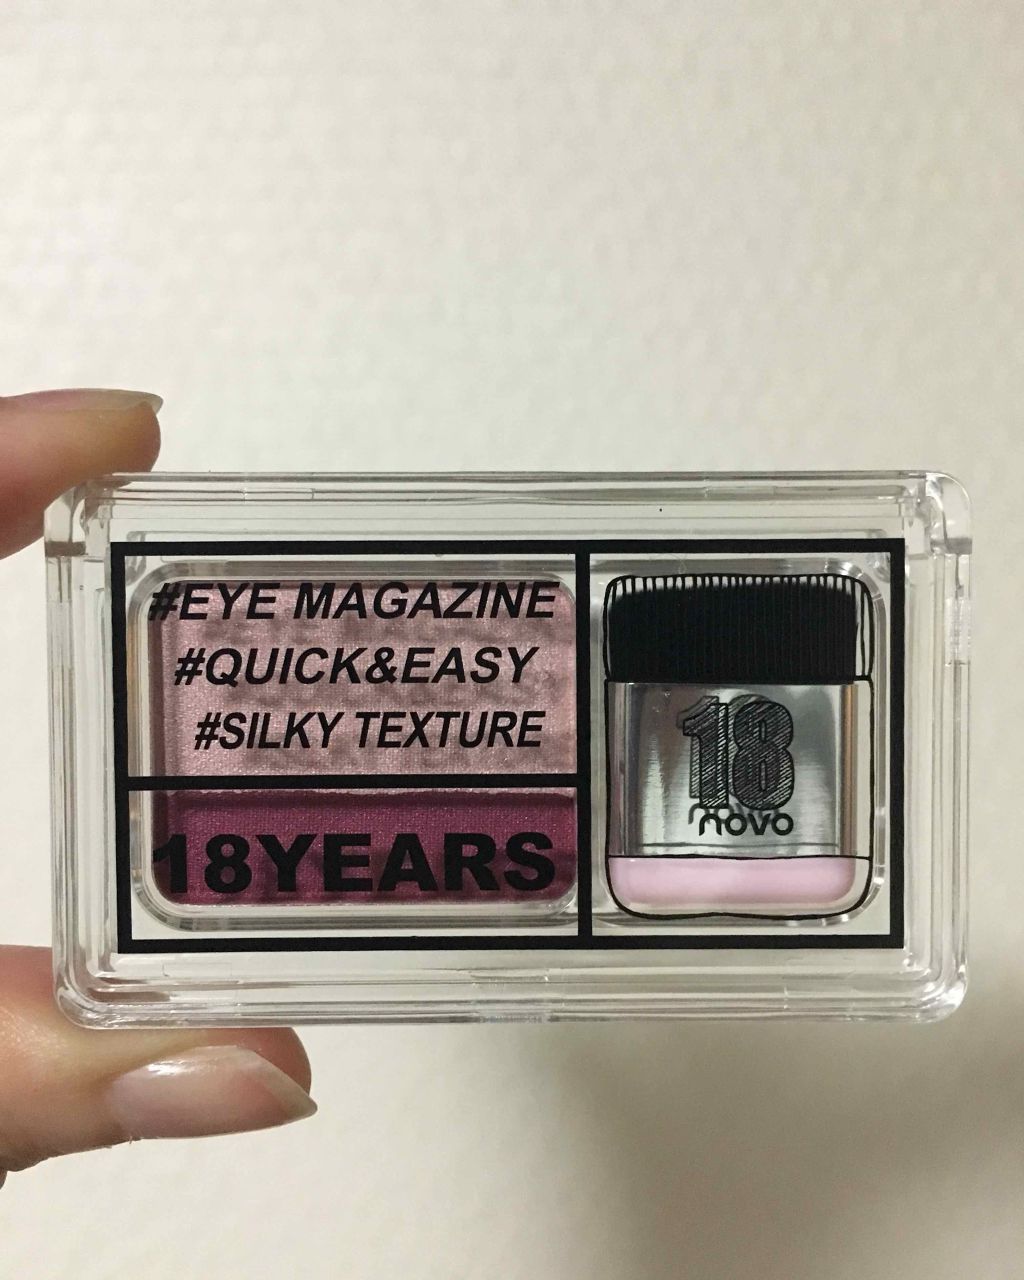 #EYE MAGAZINE
#QUICK&EASY
#SILKY TEXTURE
18YEARS
18
novo